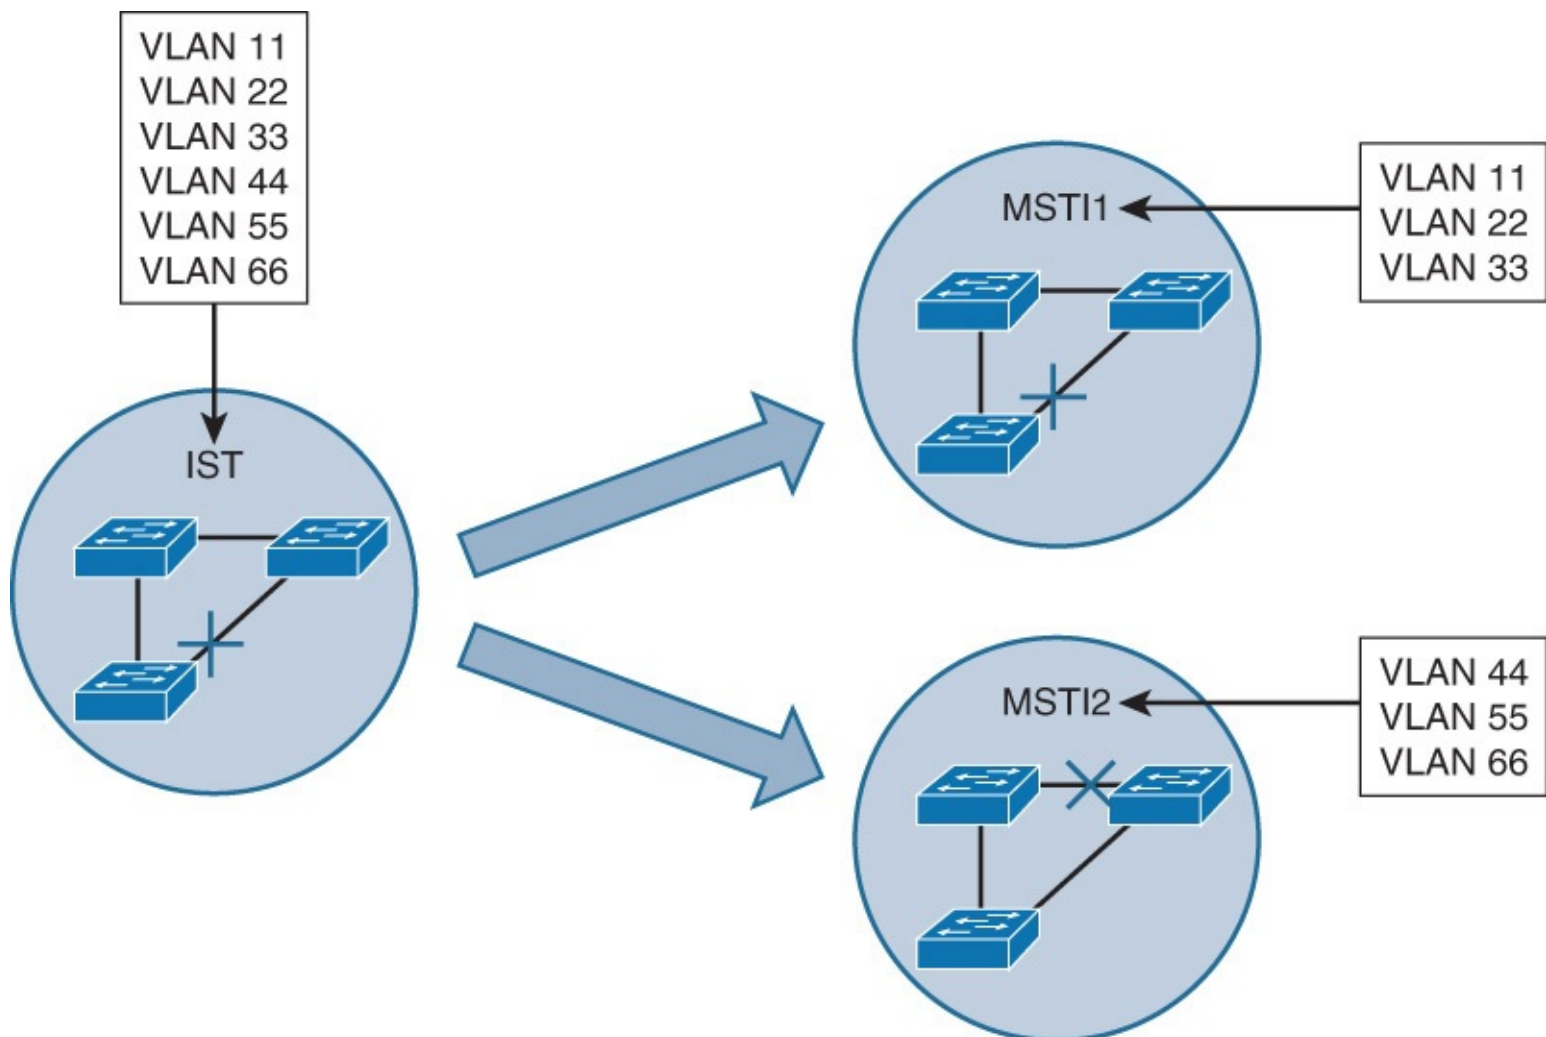 VLAN 11
VLAN 22
VLAN 33
VLAN 44
VLAN 55
VLAN 66
IST
MSTI1
VLAN 11
VLAN 22
VLAN 33
MSTI2
VLAN 44
VLAN 55
VLAN 66